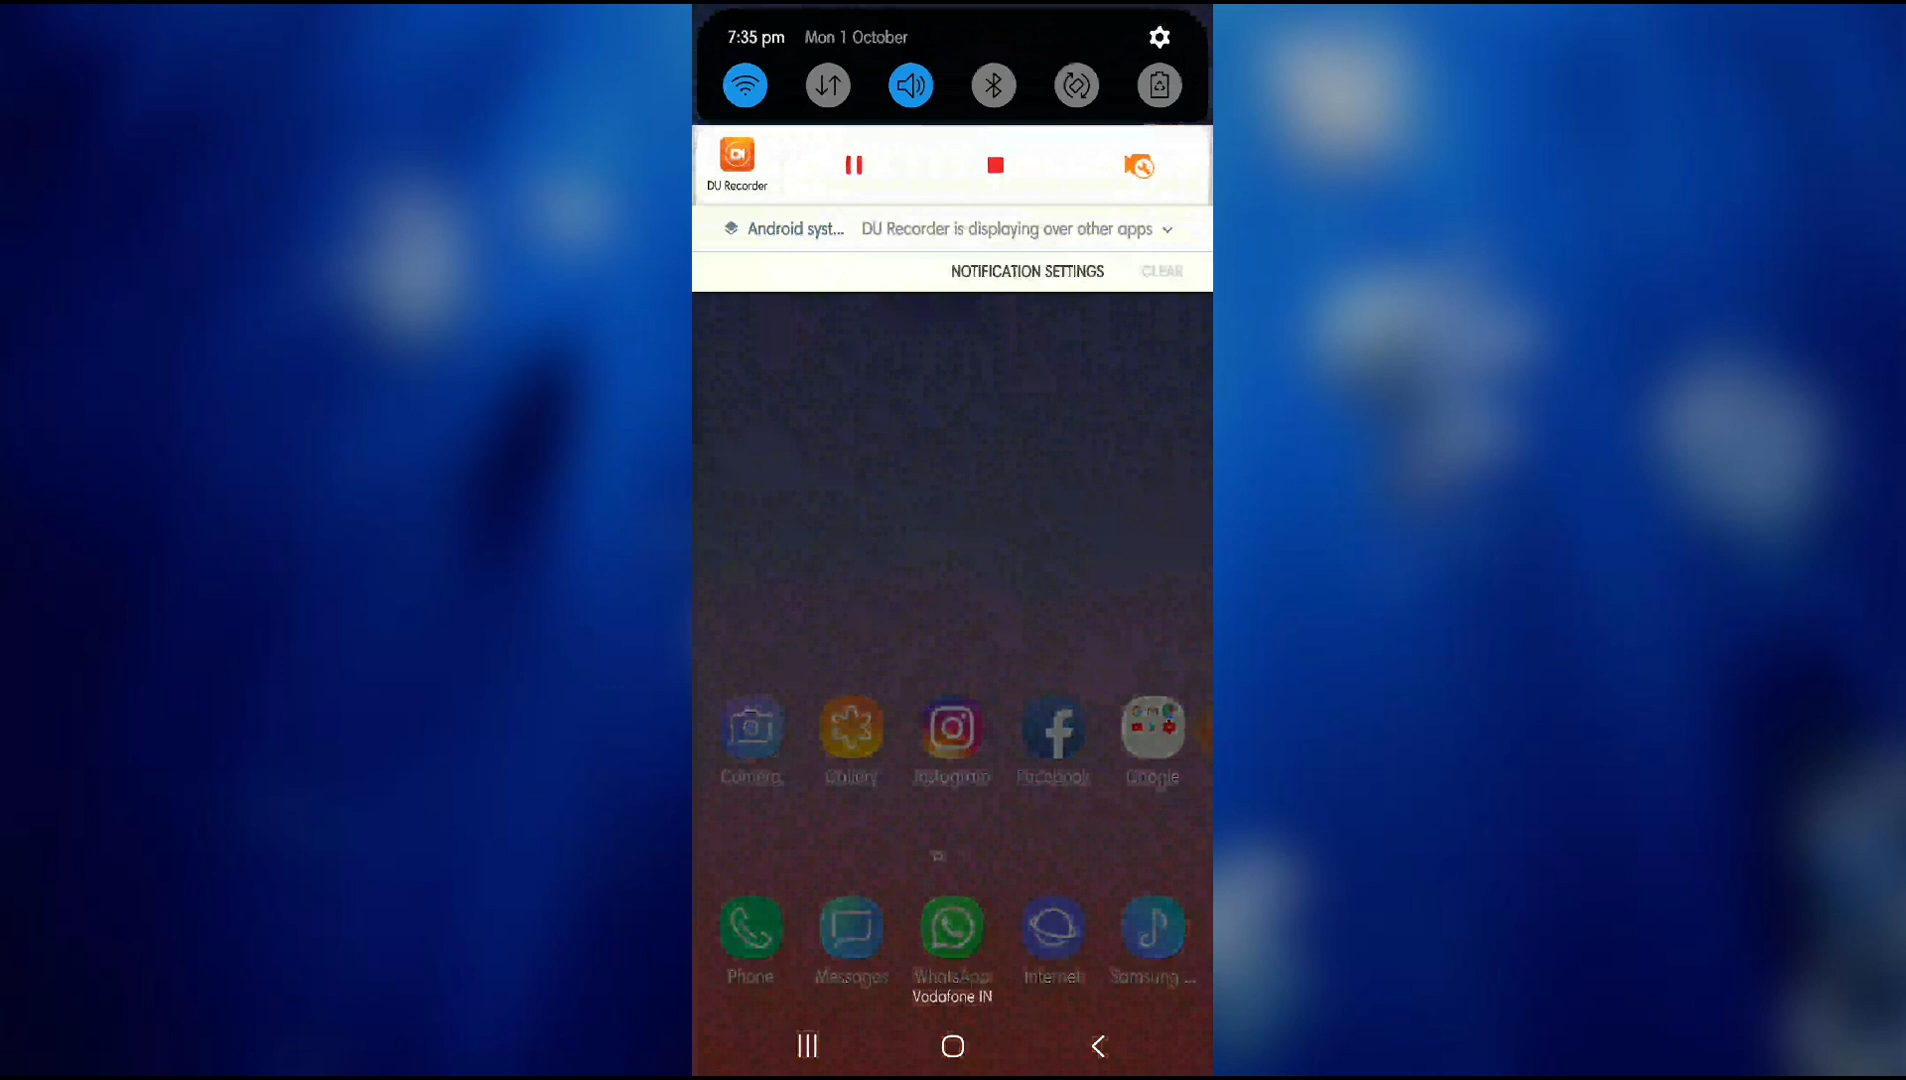 7:35 pm Mon 1 October
DU Recorder
Android syst... DU Recorder is displaying over other apps
NOTIFICATION SETTINGS CLEAR
Camera Gallery Instagram Facebook Google
Phone Messages WhatsApp Internet Samsung ...
Vodafone IN